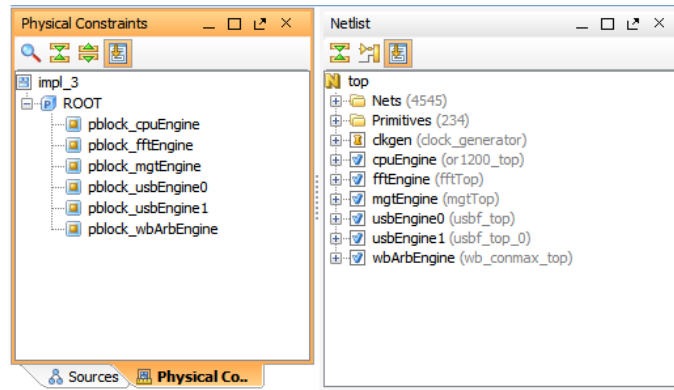 Physical Constraints
impl_3
ROOT
pblock_cpuEngine
pblock_fftEngine
pblock_mgtEngine
pblock_usbEngine0
pblock_usbEngine1
pblock_wbArbEngine
Sources
Physical Co..
Netlist
top
Nets (4545)
Primitives (234)
clkgen (clock_generator)
cpuEngine (or1200_top)
fftEngine (fftTop)
mgtEngine (mgtTop)
usbEngine0 (usbf_top)
usbEngine1 (usbf_top_0)
wbArbEngine (wb_conmax_top)